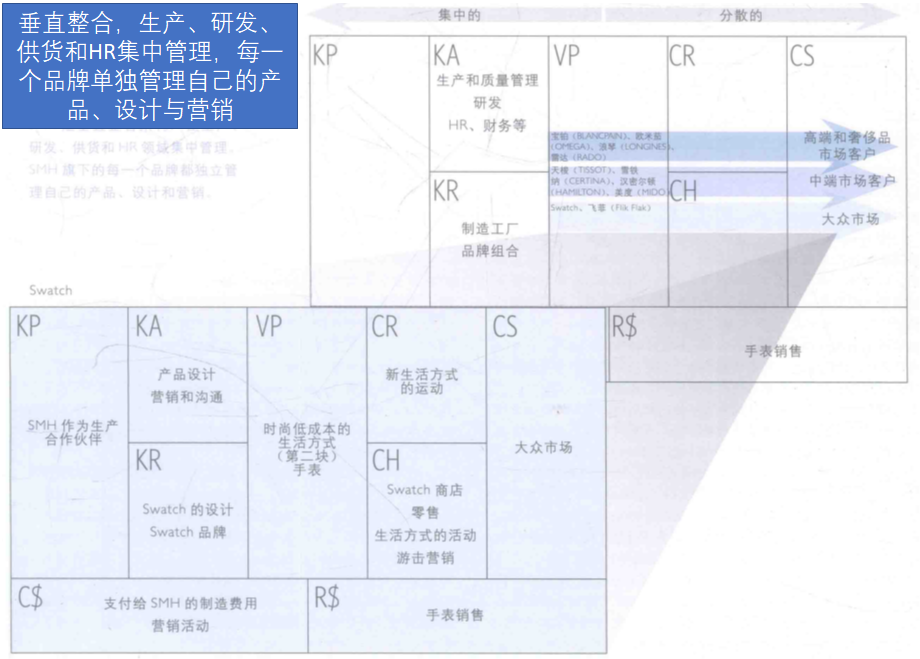 垂直整合，生产、研发、
供货和HR集中管理，每一
个品牌单独管理自己的产
品、设计与营销
研发、供货和 HR 领域集中管理。
SMH 旗下的每一个品牌都独立管
理自己的产品、设计和营销。
集中的
分散的
KP
KA
生产和质量管理
研发
HR、财务等
KR
制造工厂
品牌组合
VP
宝铂（BLANCPAIN）、欧米茄
（OMEGA）、浪琴（LONGINES）、
雷达（RADO）
天梭（TISSOT）、雪铁
纳（CERTINA）、汉密尔顿
（HAMILTON）、美度（MIDO）
Swatch、飞菲（Flik Flak）
CR
CH
CS
高端和奢侈品
市场客户
中端市场客户
大众市场
R$
手表销售
Swatch
KP
SMH 作为生产
合作伙伴
KA
产品设计
营销和沟通
KR
Swatch 的设计
Swatch 品牌
VP
时尚低成本的
生活方式
（第二块）
手表
CR
新生活方式
的运动
CH
Swatch 商店
零售
生活方式的活动
游击营销
CS
大众市场
C$
支付给 SMH 的制造费用
营销活动
R$
手表销售